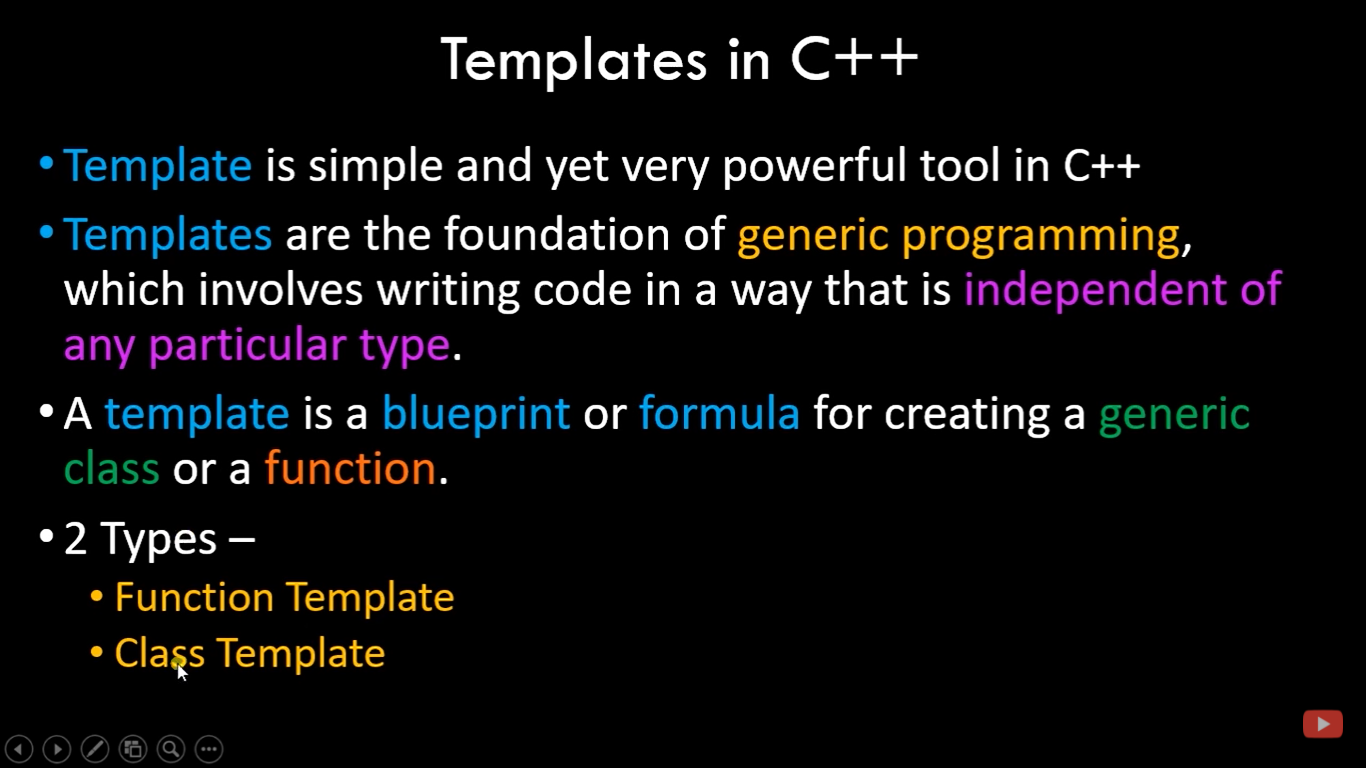 Templates in C++
• Template is simple and yet very powerful tool in C++
• Templates are the foundation of generic programming,
which involves writing code in a way that is independent of
any particular type.
• A template is a blueprint or formula for creating a generic
class or a function.
• 2 Types –
• Function Template
• Class Template